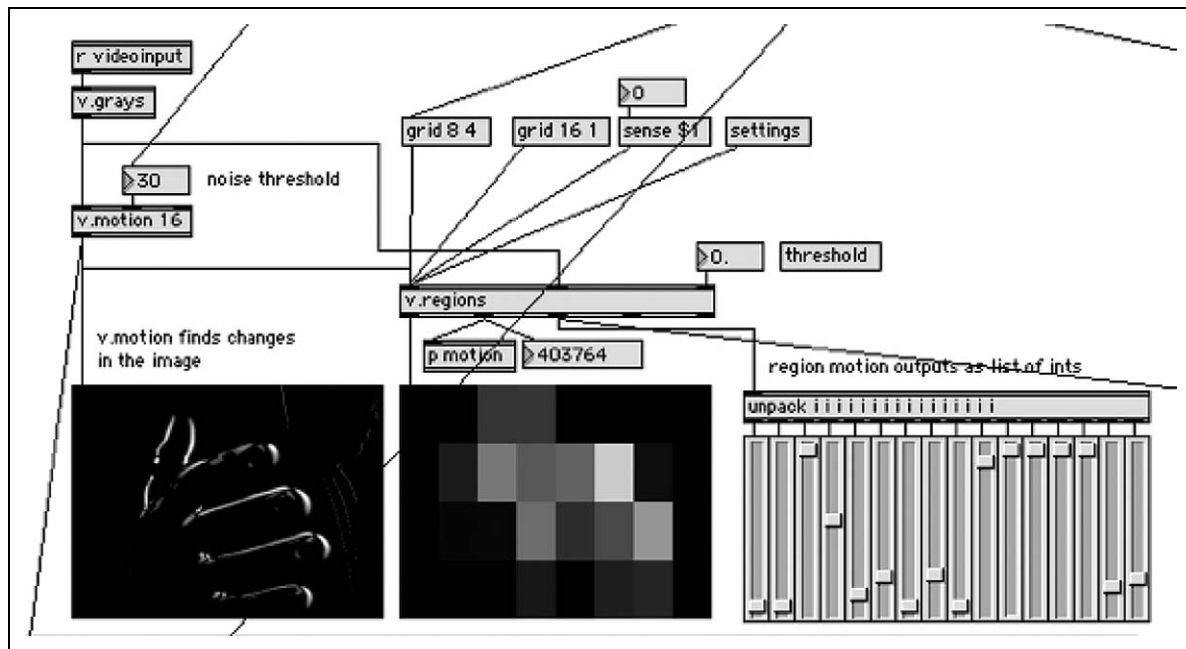 r videoinput
v.grays
0
grid 8 4
grid 16 1
sense $1
settings
30
noise threshold
v.motion 16
0.
threshold
v.regions
v.motion finds changes
in the image
p motion
403764
region motion outputs as list of ints
unpack i i i i i i i i i i i i i i i i